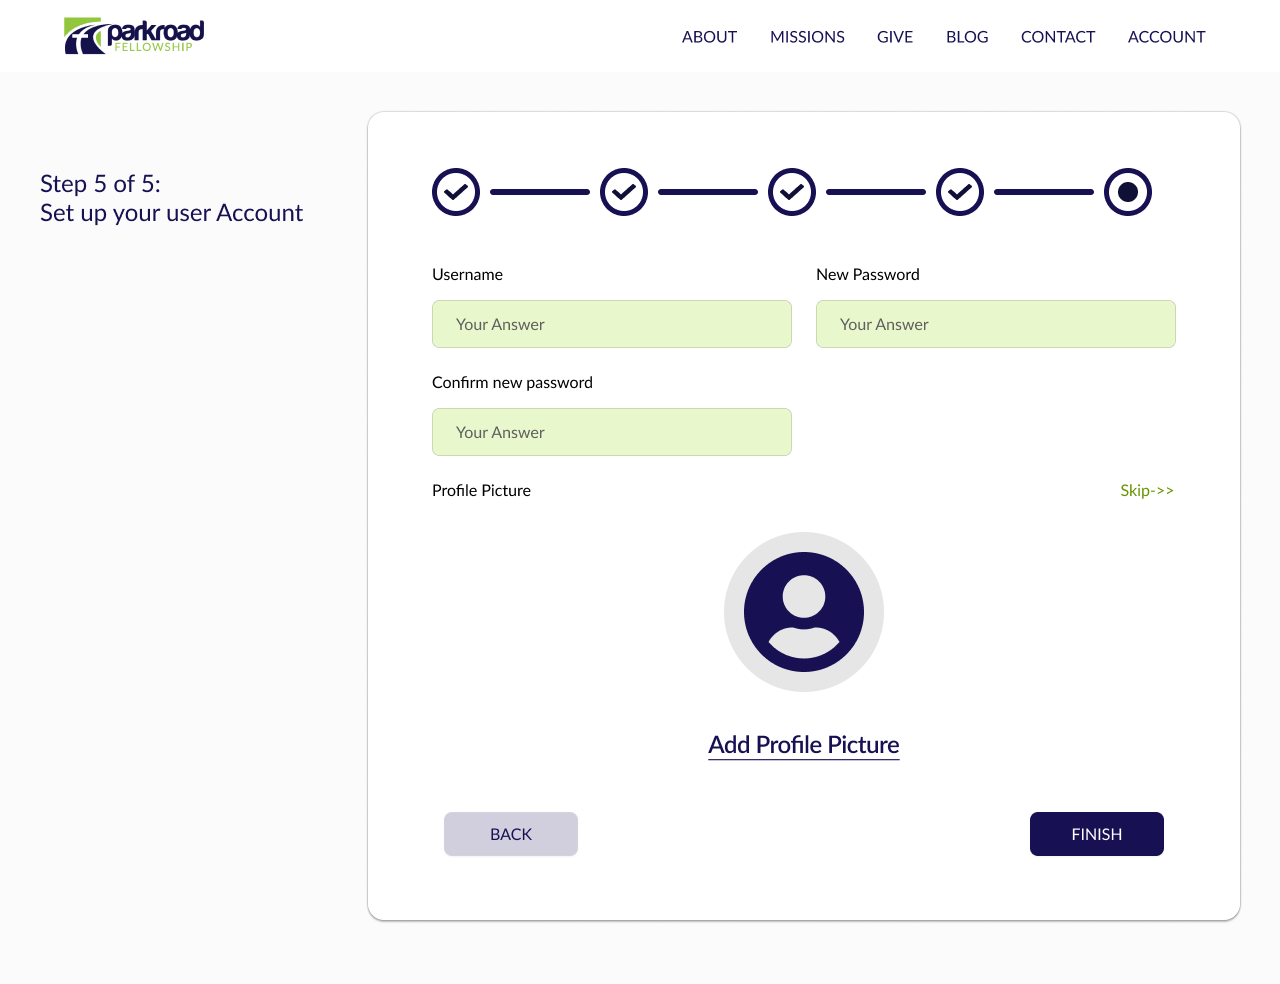 parkroad
FELLOWSHIP
ABOUT MISSIONS GIVE BLOG CONTACT ACCOUNT
Step 5 of 5:
Set up your user Account
Username New Password
Your Answer Your Answer
Confirm new password
Your Answer
Profile Picture Skip->>
Add Profile Picture
BACK FINISH